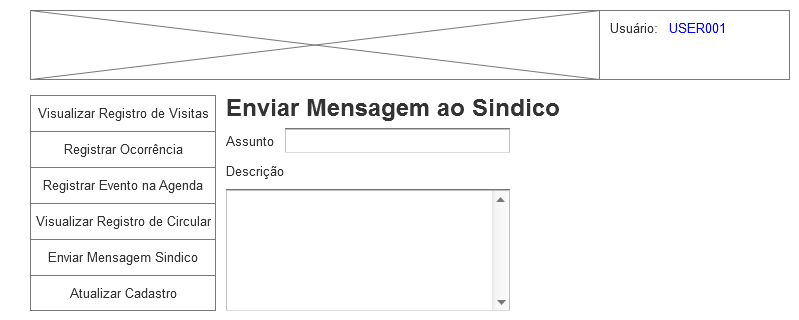 Usuário: USER001
Visualizar Registro de Visitas
Registrar Ocorrência
Registrar Evento na Agenda
Visualizar Registro de Circular
Enviar Mensagem Sindico
Atualizar Cadastro
Enviar Mensagem ao Sindico
Assunto
Descrição